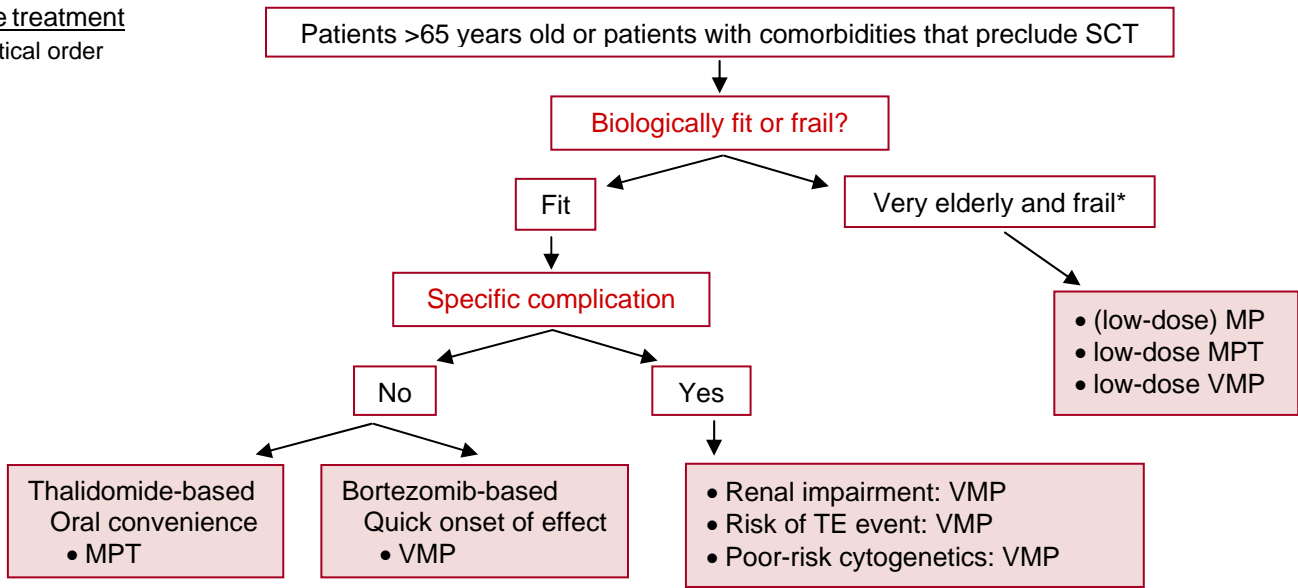 treatment
order
Patients >65 years old or patients with comorbidities that preclude SCT
Biologically fit or frail?
Fit
Very elderly and frail*
Specific complication
• (low-dose) MP
• low-dose MPT
• low-dose VMP
No
Yes
Thalidomide-based
Oral convenience
• MPT
Bortezomib-based
Quick onset of effect
• VMP
• Renal impairment: VMP
• Risk of TE event: VMP
• Poor-risk cytogenetics: VMP